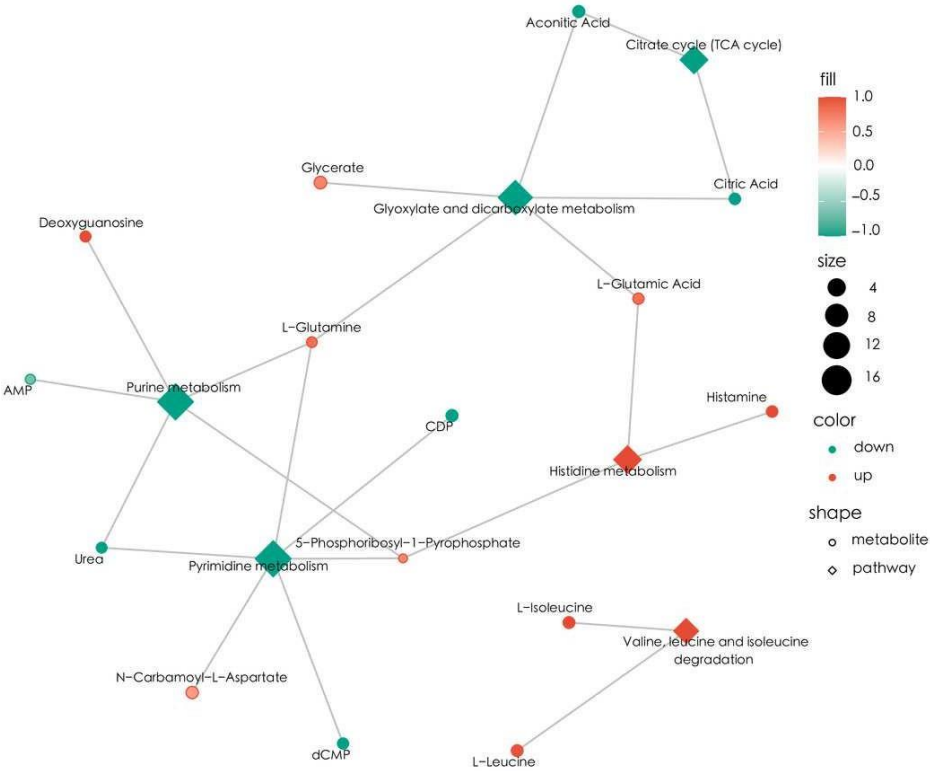 Aconitic Acid
Citrate cycle (TCA cycle)
Glycerate
Citric Acid
Glyoxylate and dicarboxylate metabolism
Deoxyguanosine
L-Glutamic Acid
L-Glutamine
AMP
Purine metabolism
Histamine
CDP
Histidine metabolism
5-Phosphoribosyl-1-Pyrophosphate
Urea
Pyrimidine metabolism
L-Isoleucine
Valine, leucine and isoleucine
degradation
N-Carbamoyl-L-Aspartate
dCMP
L-Leucine
fill
1.0
0.5
0.0
-0.5
-1.0
size
4
8
12
16
color
down
up
shape
metabolite
pathway